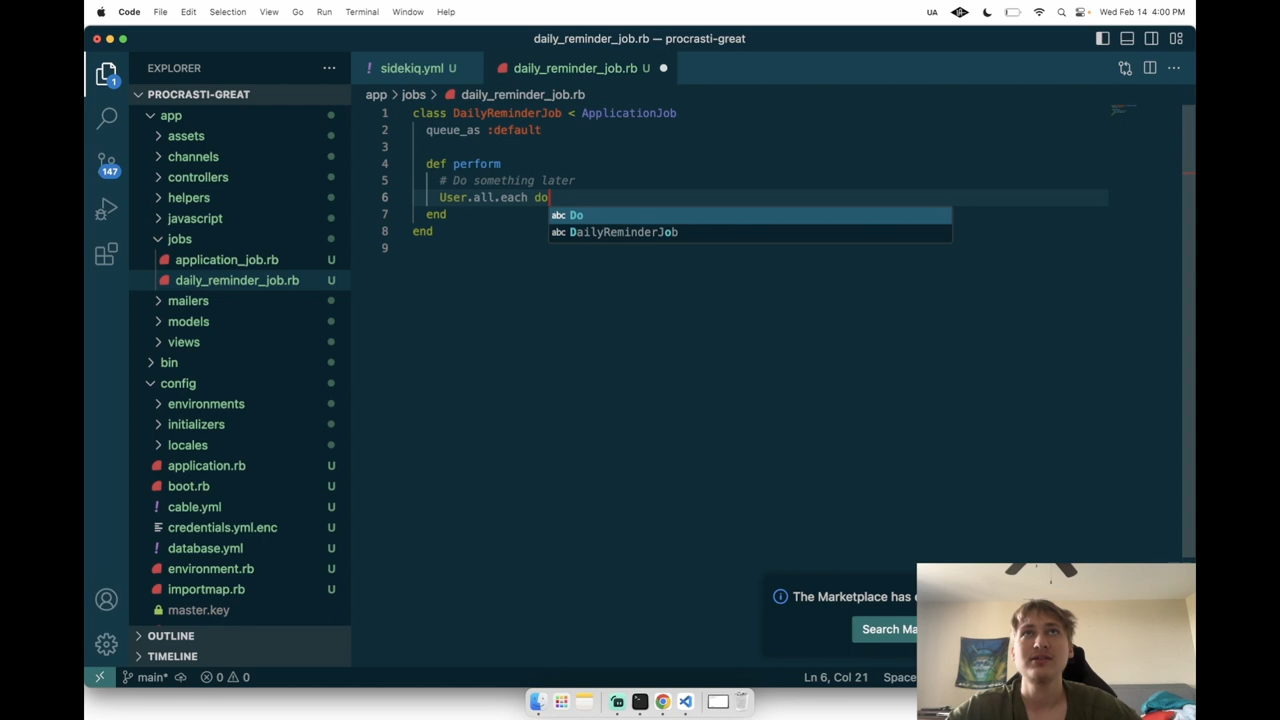 Code File Edit Selection View Go Run Terminal Window Help UA Wed Feb 14 4:00 PM
daily_reminder_job.rb — procrasti-great
EXPLORER
sidekiq.yml U
daily_reminder_job.rb U
PROCRASTI-GREAT
app > jobs > daily_reminder_job.rb
app
assets
channels
controllers
helpers
javascript
jobs
application_job.rb U
daily_reminder_job.rb U
mailers
models
views
bin
config
environments
initializers
locales
application.rb U
boot.rb U
cable.yml U
credentials.yml.enc U
database.yml U
environment.rb U
importmap.rb U
master.key
OUTLINE
TIMELINE
1
147
1 class DailyReminderJob < ApplicationJob
2 queue_as :default
3
4 def perform
5 # Do something later
6 User.all.each do
7 end
8 end
9
abc Do
abc DailyReminderJob
The Marketplace has
Search
main* 0 0
Ln 6, Col 21